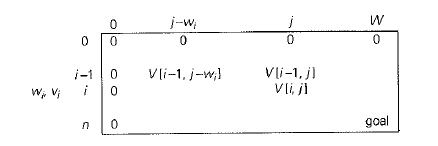 0 j–wᵢ j W
0 0 0 0 0
i–1 0 V[i–1, j–wᵢ] V[i–1, j]
wᵢ, vᵢ i 0 V[i, j]
n 0 goal